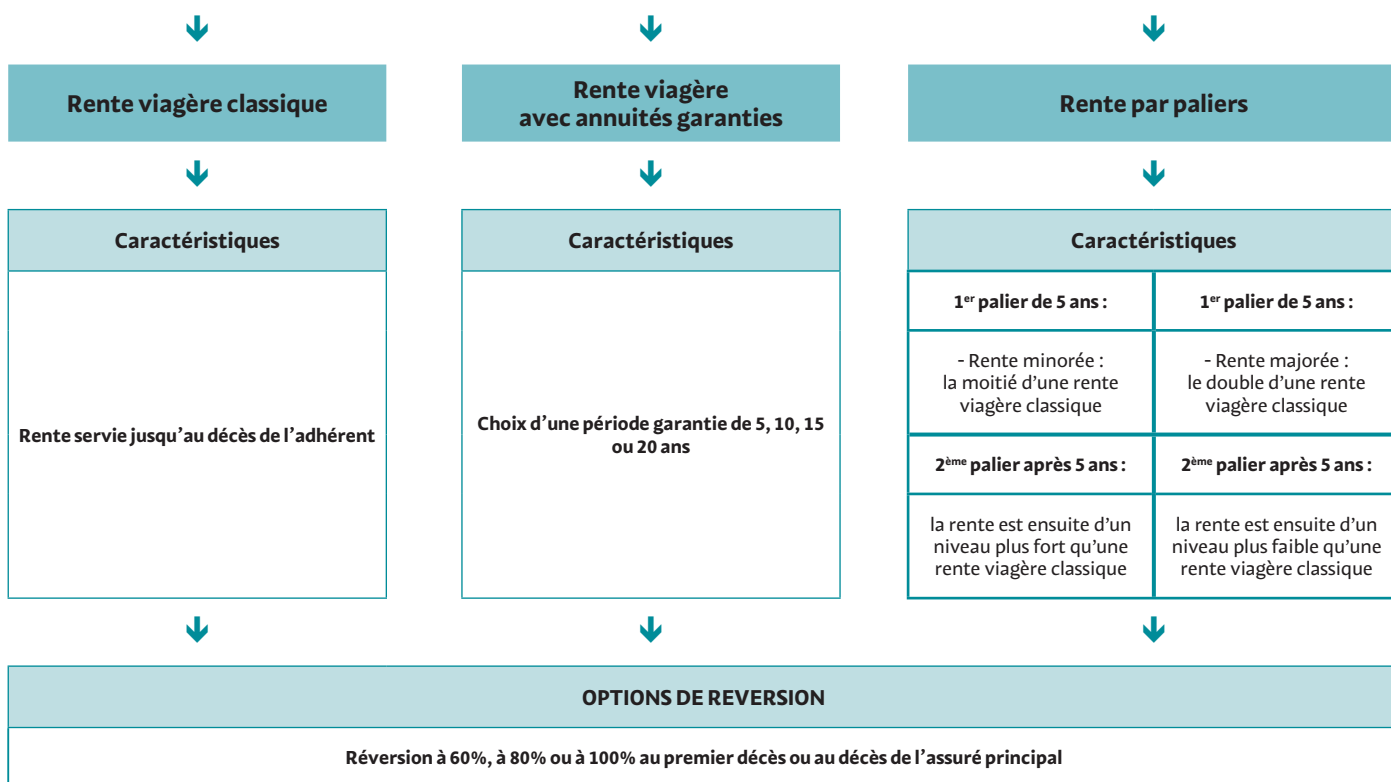 Rente viagère classique
Rente viagère
avec annuités garanties
Rente par paliers
Caractéristiques
Rente servie jusqu’au décès de l’adhérent
Caractéristiques
Choix d’une période garantie de 5, 10, 15
ou 20 ans
Caractéristiques
1er palier de 5 ans :
- Rente minorée :
la moitié d’une rente
viagère classique
2ème palier après 5 ans :
la rente est ensuite d’un
niveau plus fort qu’une
rente viagère classique
1er palier de 5 ans :
- Rente majorée :
le double d’une rente
viagère classique
2ème palier après 5 ans :
la rente est ensuite d’un
niveau plus faible qu’une
rente viagère classique
OPTIONS DE REVERSION
Réversion à 60%, à 80% ou à 100% au premier décès ou au décès de l’assuré principal